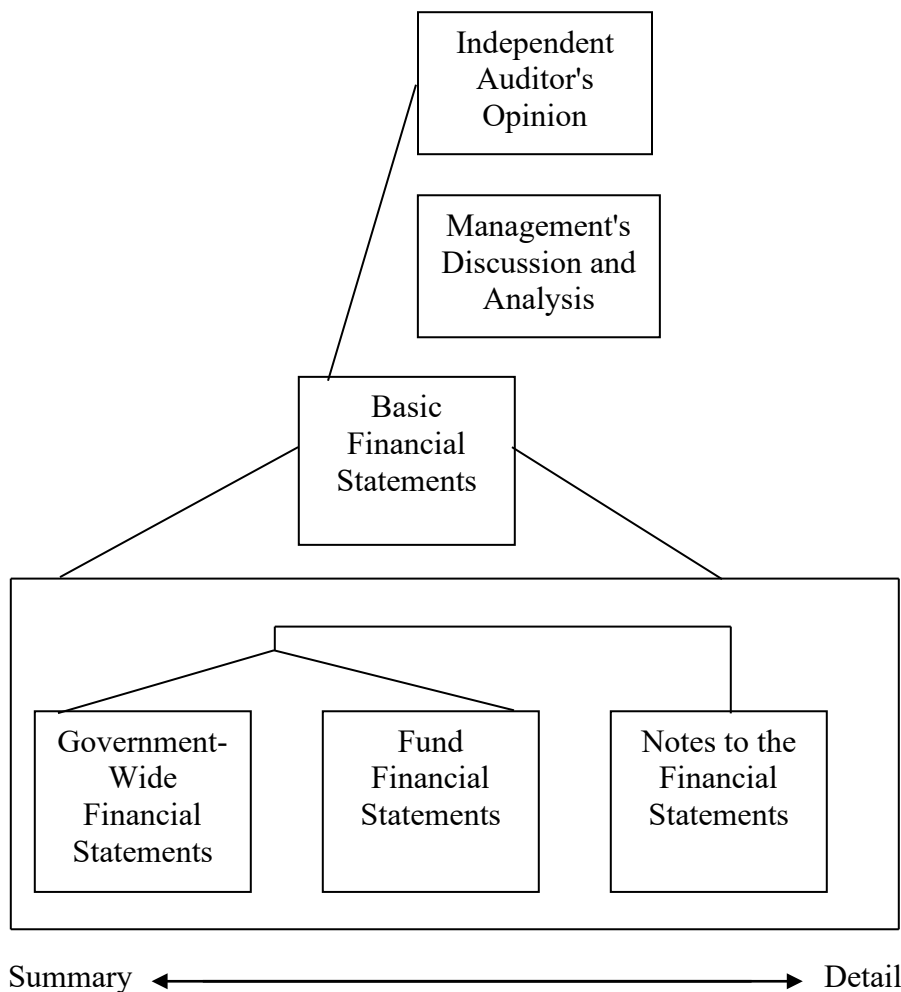 Independent
Auditor's
Opinion
Management's
Discussion and
Analysis
Basic
Financial
Statements
Government-
Wide
Financial
Statements
Fund
Financial
Statements
Notes to the
Financial
Statements
Summary
Detail